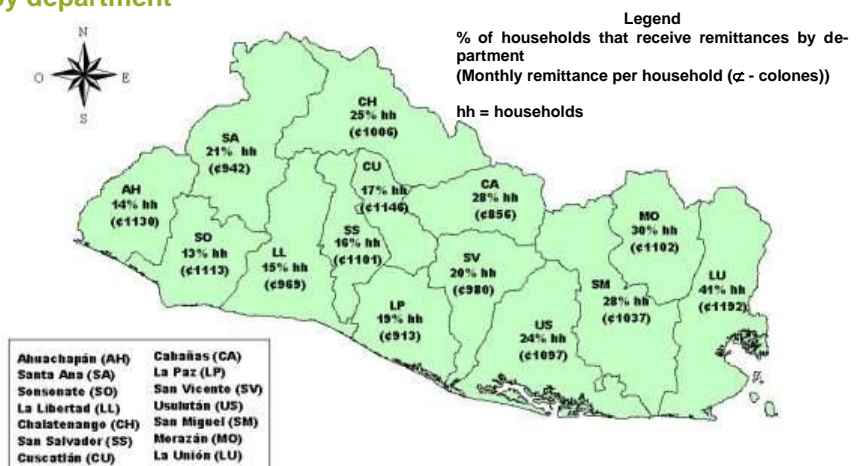 by department
Legend
% of households that receive remittances by de-
partment
(Monthly remittance per household (₡ - colones))
hh = households
N
O
E
S
CH
25% hh
(¢1006)
SA
21% hh
(¢942)
CU
17% hh
(¢1146)
CA
28% hh
(¢856)
AH
14% hh
(¢1130)
SO
13% hh
(¢1113)
LL
15% hh
(¢969)
SS
16% hh
(¢1101)
SV
20% hh
(¢980)
MO
30% hh
(¢1102)
LU
41% hh
(¢1192)
SM
28% hh
(¢1037)
LP
19% hh
(¢913)
US
24% hh
(¢1097)
Ahuachapán (AH)
Santa Ana (SA)
Sonsonate (SO)
La Libertad (LL)
Chalatenango (CH)
San Salvador (SS)
Cuscatlán (CU)
Cabañas (CA)
La Paz (LP)
San Vicente (SV)
Usulután (US)
San Miguel (SM)
Morazán (MO)
La Unión (LU)